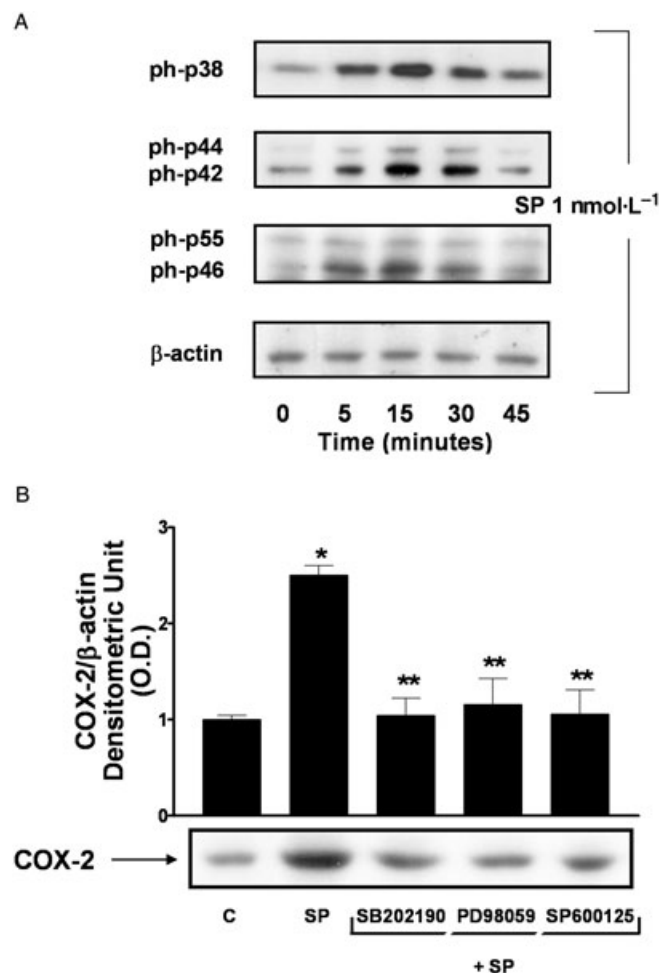 A
ph-p38
ph-p44
ph-p42
SP 1 nmol·L⁻¹
ph-p55
ph-p46
β-actin
0 5 15 30 45
Time (minutes)
B
COX-2/β-actin
Densitometric Unit
(O.D.)
3
2
1
0
*
**
**
**
COX-2
C SP SB202190 PD98059 SP600125
+ SP